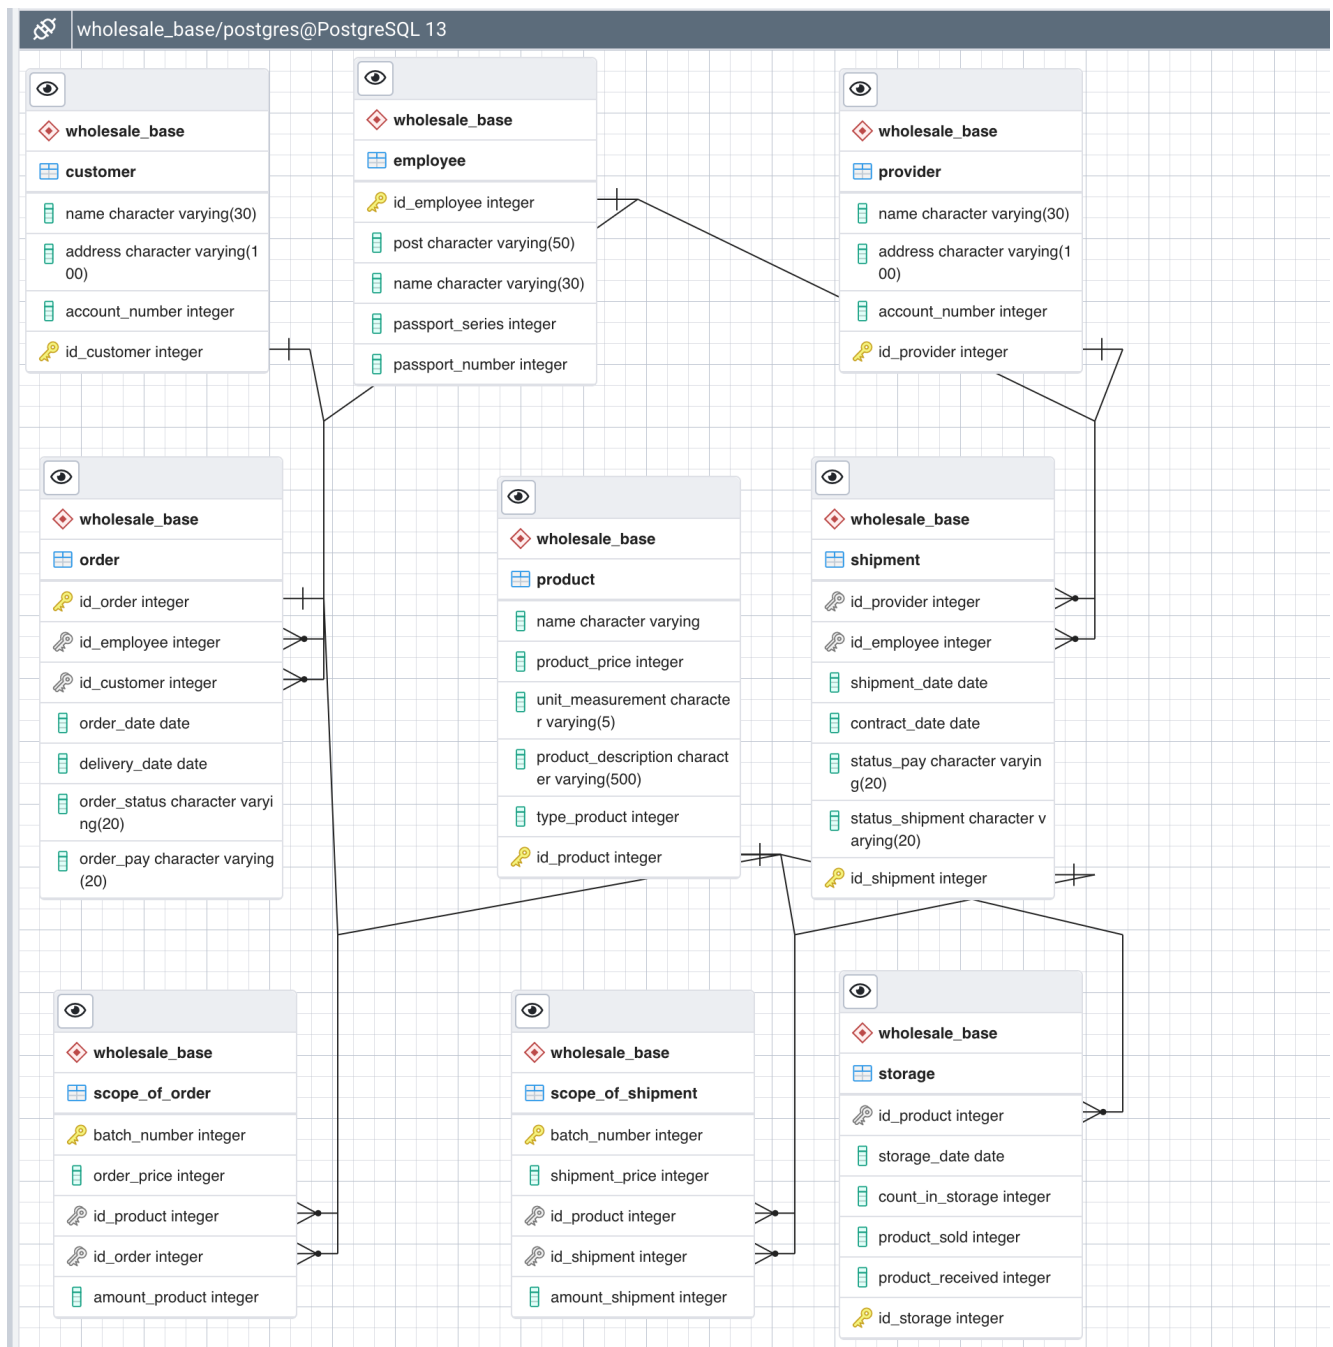 wholesale_base/postgres@PostgreSQL 13
wholesale_base
customer
name character varying(30)
address character varying(1
00)
account_number integer
id_customer integer
wholesale_base
employee
id_employee integer
post character varying(50)
name character varying(30)
passport_series integer
passport_number integer
wholesale_base
provider
name character varying(30)
address character varying(1
00)
account_number integer
id_provider integer
wholesale_base
order
id_order integer
id_employee integer
id_customer integer
order_date date
delivery_date date
order_status character varyi
ng(20)
order_pay character varying
(20)
wholesale_base
product
name character varying
product_price integer
unit_measurement characte
r varying(5)
product_description charact
er varying(500)
type_product integer
id_product integer
wholesale_base
shipment
id_provider integer
id_employee integer
shipment_date date
contract_date date
status_pay character varyin
g(20)
status_shipment character v
arying(20)
id_shipment integer
wholesale_base
scope_of_order
batch_number integer
order_price integer
id_product integer
id_order integer
amount_product integer
wholesale_base
scope_of_shipment
batch_number integer
shipment_price integer
id_product integer
id_shipment integer
amount_shipment integer
wholesale_base
storage
id_product integer
storage_date date
count_in_storage integer
product_sold integer
product_received integer
id_storage integer